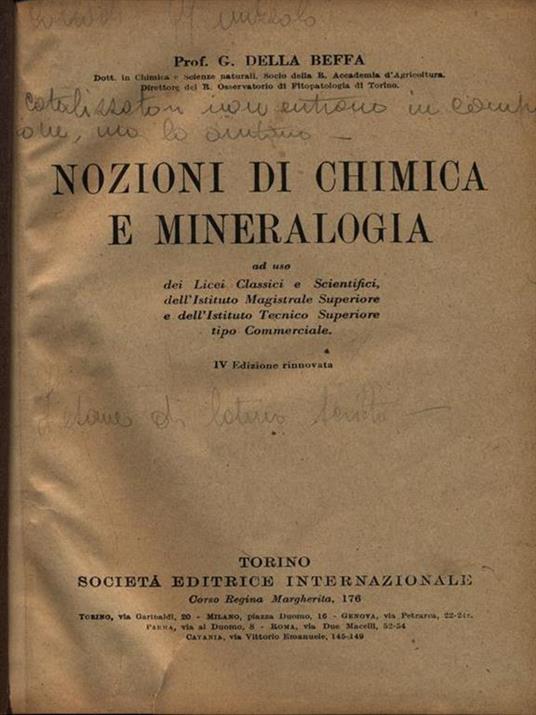 Prof. G. DELLA BEFFA
Dott. in Chimica e Scienze naturali, Socio della R. Accademia d'Agricoltura.
Direttore del R. Osservatorio di Fitopatologia di Torino.
catalizzatori non entrano in
ma lo aiutano —
NOZIONI DI CHIMICA
E MINERALOGIA
ad uso
dei Licei Classici e Scientifici,
dell'Istituto Magistrale Superiore
e dell'Istituto Tecnico Superiore
tipo Commerciale.
IV Edizione rinnovata
di latino
TORINO
SOCIETÀ EDITRICE INTERNAZIONALE
Corso Regina Margherita, 176
TORINO, via Garibaldi, 20 - MILANO, piazza Duomo, 16 - GENOVA, via Petrarca, 22-24r.
PARMA, via al Duomo, 8 - ROMA, via Due Macelli, 52-54
CATANIA, via Vittorio Emanuele, 145-149